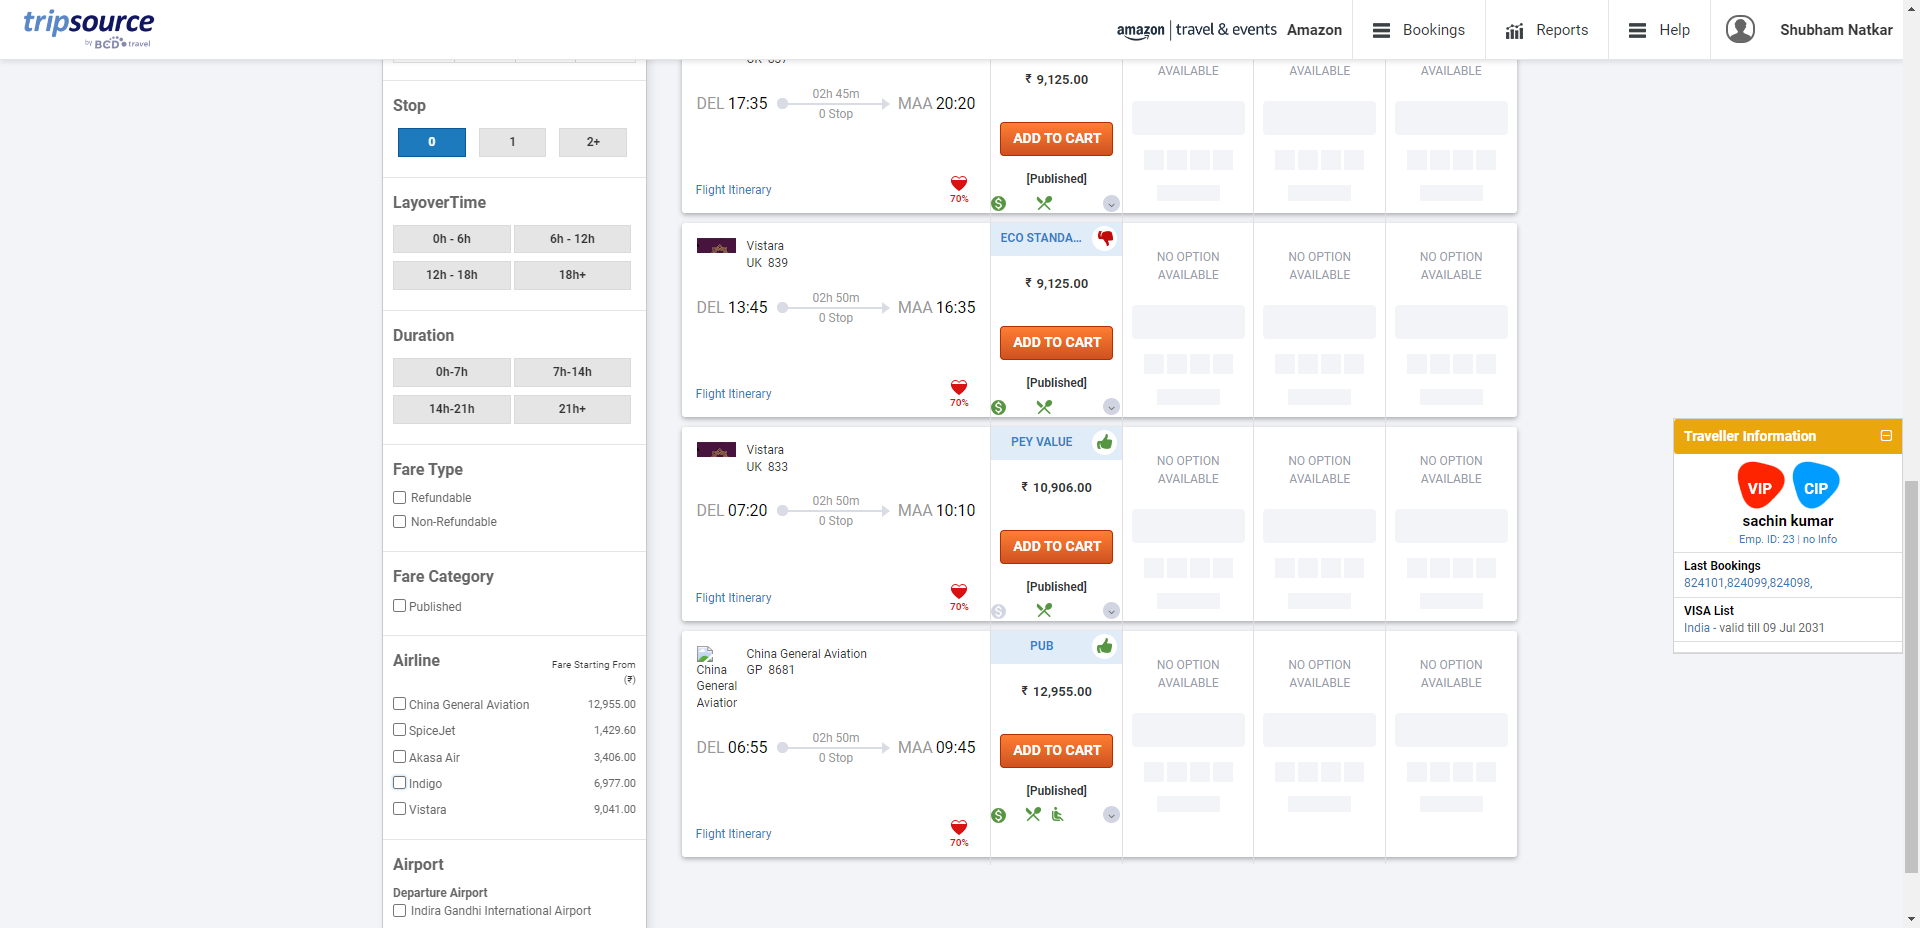 tripsource
by BCD travel
amazon | travel & events Amazon
Bookings
Reports
Help
Shubham Natkar
Stop
0 1 2+
LayoverTime
0h - 6h 6h - 12h
12h - 18h 18h+
Duration
0h-7h 7h-14h
14h-21h 21h+
Fare Type
Refundable
Non-Refundable
Fare Category
Published
Airline Fare Starting From
(₹)
China General Aviation 12,955.00
SpiceJet 1,429.60
Akasa Air 3,406.00
Indigo 6,977.00
Vistara 9,041.00
Airport
Departure Airport
Indira Gandhi International Airport
₹ 9,125.00
AVAILABLE AVAILABLE AVAILABLE
DEL 17:35 02h 45m MAA 20:20
0 Stop
ADD TO CART
[Published]
Flight Itinerary 70%
Vistara
UK 839
ECO STANDA...
NO OPTION NO OPTION NO OPTION
AVAILABLE AVAILABLE AVAILABLE
₹ 9,125.00
DEL 13:45 02h 50m MAA 16:35
0 Stop
ADD TO CART
[Published]
Flight Itinerary 70%
Vistara
UK 833
PEY VALUE
NO OPTION NO OPTION NO OPTION
AVAILABLE AVAILABLE AVAILABLE
₹ 10,906.00
DEL 07:20 02h 50m MAA 10:10
0 Stop
ADD TO CART
[Published]
Flight Itinerary 70%
China
General
Aviation
China General Aviation
GP 8681
PUB
NO OPTION NO OPTION NO OPTION
AVAILABLE AVAILABLE AVAILABLE
₹ 12,955.00
DEL 06:55 02h 50m MAA 09:45
0 Stop
ADD TO CART
[Published]
Flight Itinerary 70%
Traveller Information
VIP CIP
sachin kumar
Emp. ID: 23 | no Info
Last Bookings
824101,824099,824098,
VISA List
India - valid till 09 Jul 2031